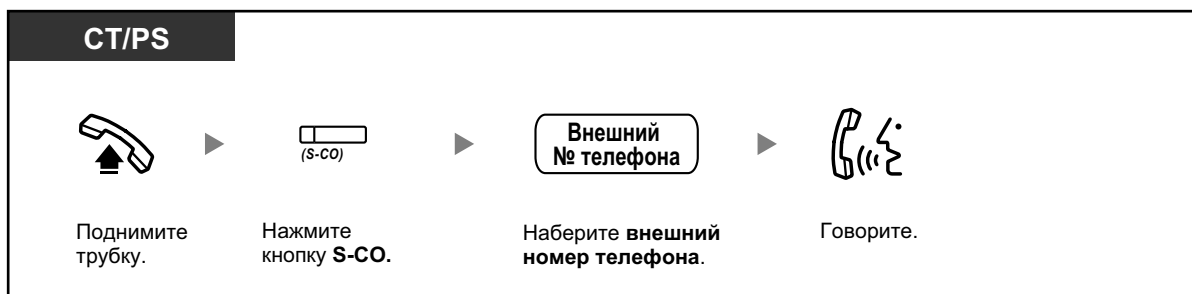 CT/PS
(S-CO)
Внешний
№ телефона
Поднимите
трубку.
Нажмите
кнопку S-CO.
Наберите внешний
номер телефона.
Говорите.